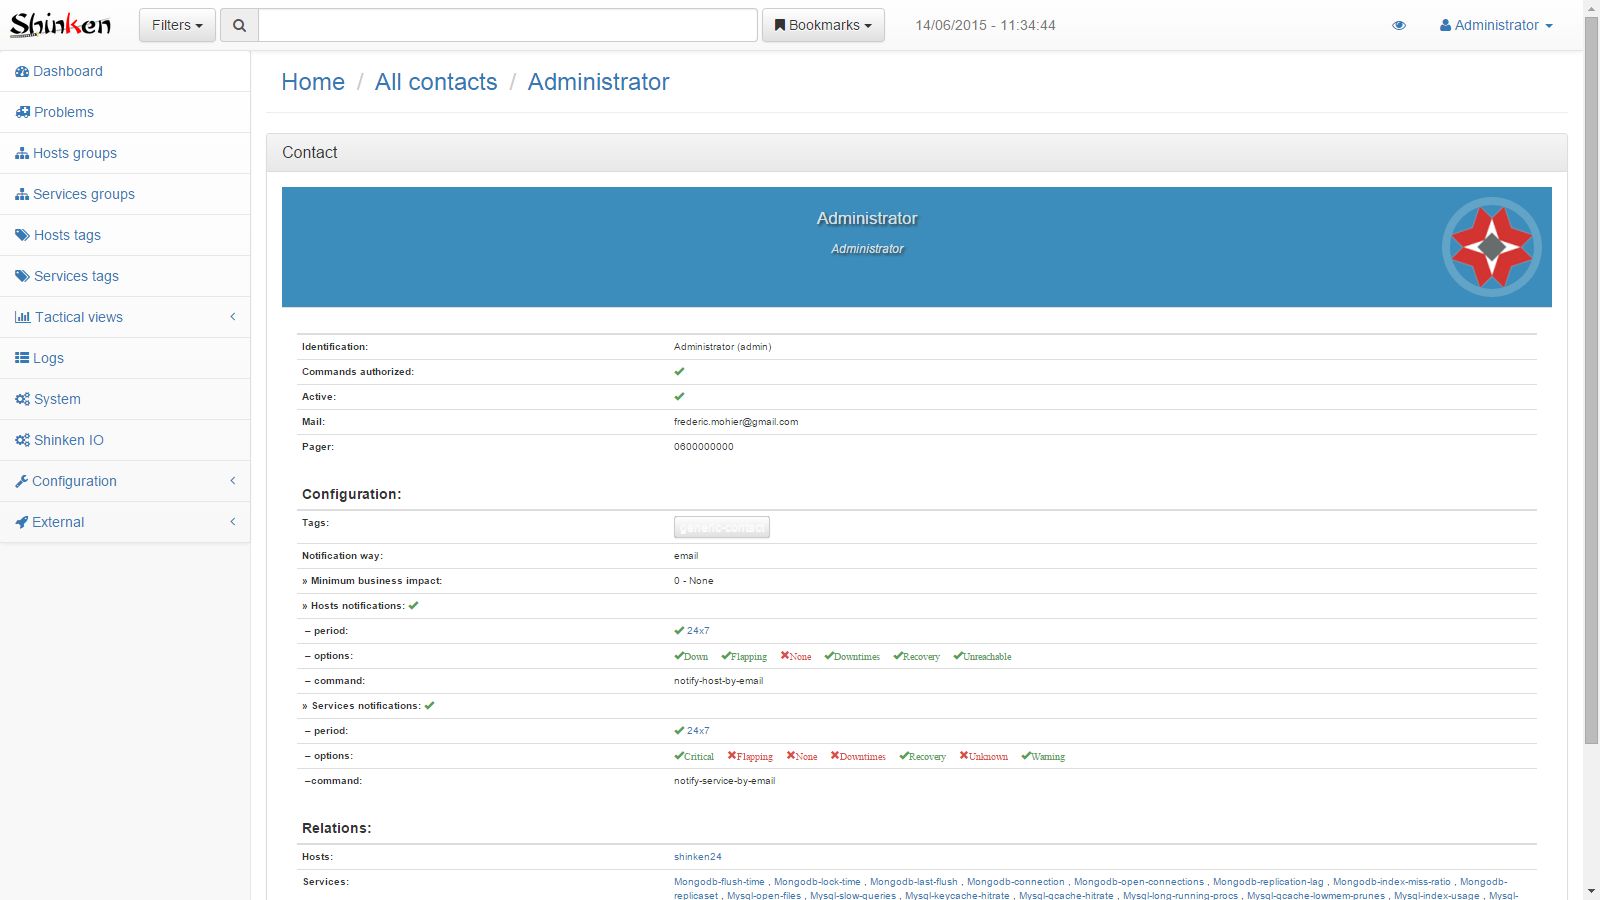 Shinken Filters Bookmarks 14/06/2015 - 11:34:44 Administrator
Dashboard
Problems
Hosts groups
Services groups
Hosts tags
Services tags
Tactical views
Logs
System
Shinken IO
Configuration
External
Home / All contacts / Administrator
Contact
Administrator
Administrator
Identification: Administrator (admin)
Commands authorized:
Active:
Mail: frederic.mohier@gmail.com
Pager: 0600000000
Configuration:
Tags: generic-contact
Notification way: email
» Minimum business impact: 0 - None
» Hosts notifications:
– period: 24x7
– options: Down Flapping None Downtimes Recovery Unreachable
– command: notify-host-by-email
» Services notifications:
– period: 24x7
– options: Critical Flapping None Downtimes Recovery Unknown Warning
–command: notify-service-by-email
Relations:
Hosts: shinken24
Services: Mongodb-flush-time , Mongodb-lock-time , Mongodb-last-flush , Mongodb-connection , Mongodb-open-connections , Mongodb-replication-lag , Mongodb-index-miss-ratio , Mongodb-
replicaset , Mysql-open-files , Mysql-slow-queries , Mysql-keycache-hitrate , Mysql-qcache-hitrate , Mysql-long-running-procs , Mysql-qcache-lowmem-prunes , Mysql-index-usage , Mysql-